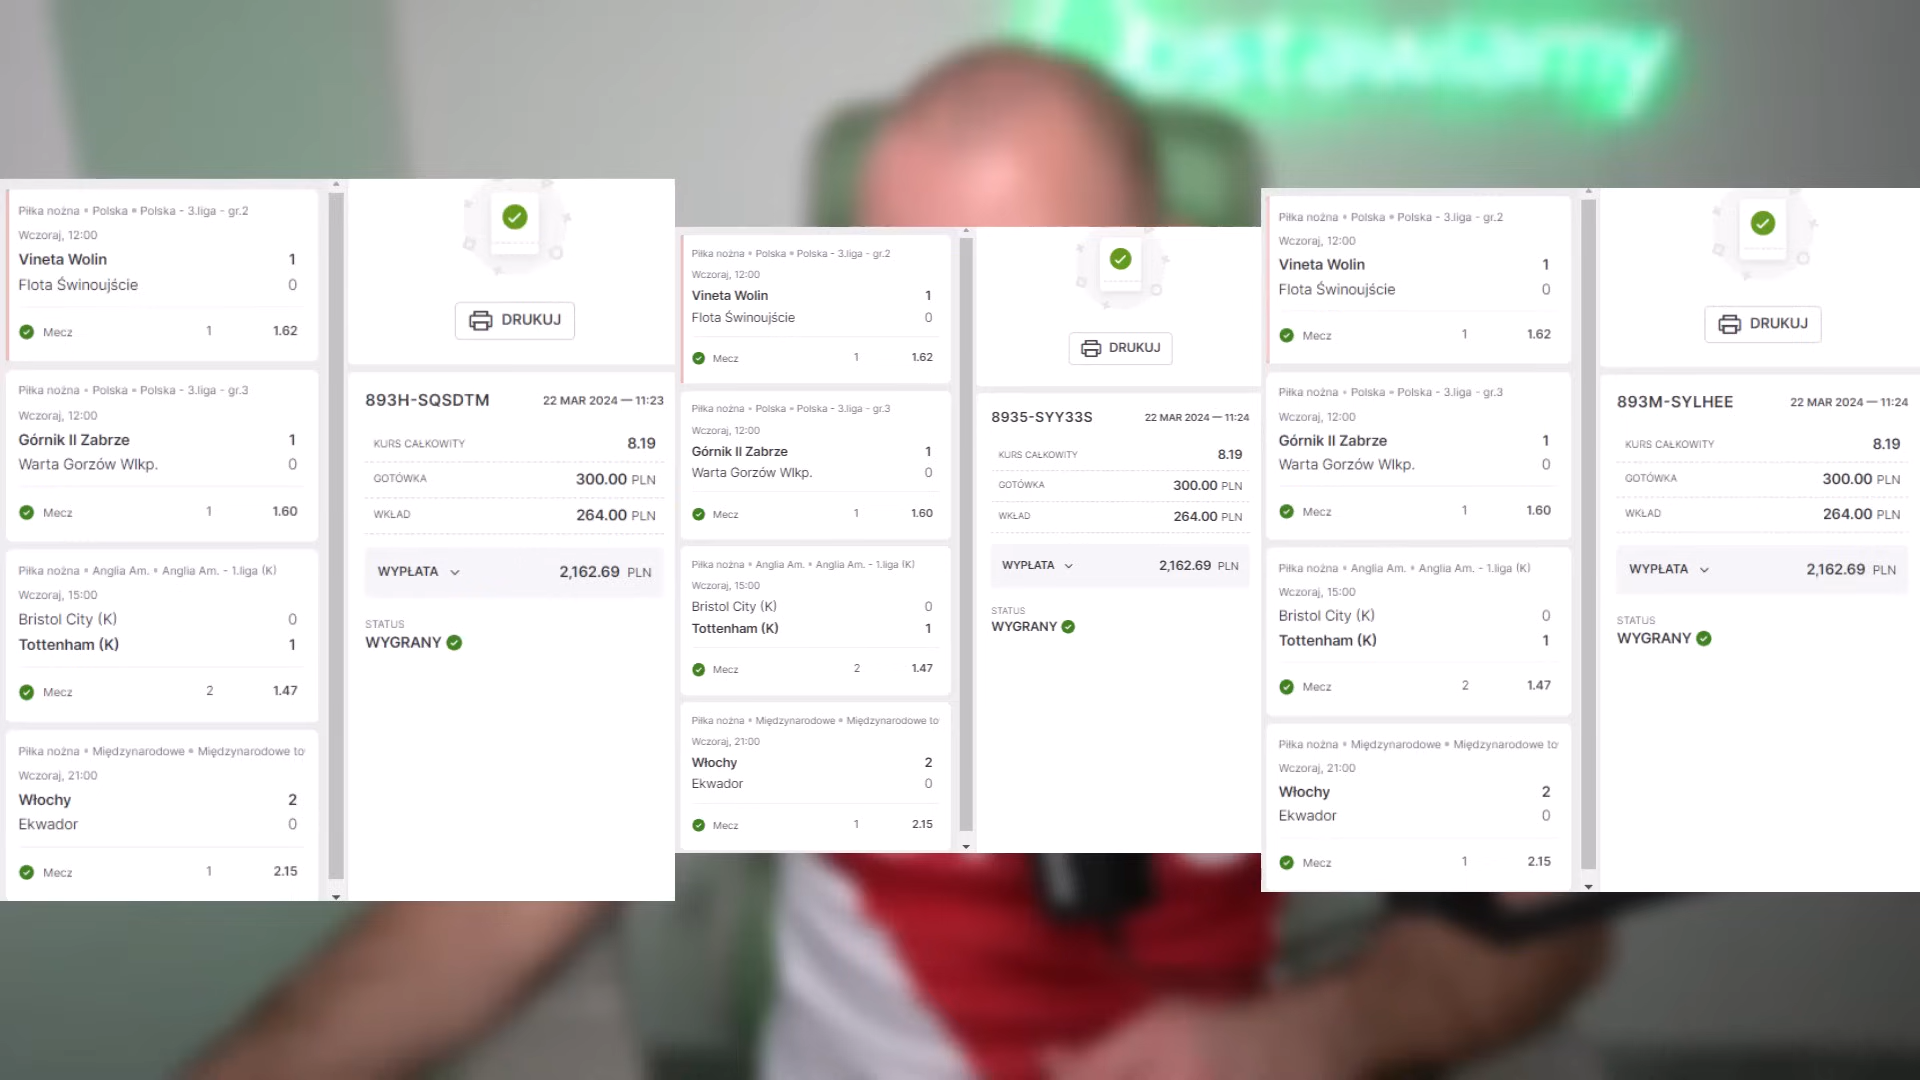 Piłka nożna • Polska • Polska - 3.liga - gr.2
Wczoraj, 12:00
Vineta Wolin 1
Flota Świnoujście 0
Mecz 1 1.62
Piłka nożna • Polska • Polska - 3.liga - gr.3
Wczoraj, 12:00
Górnik II Zabrze 1
Warta Gorzów Wlkp. 0
Mecz 1 1.60
Piłka nożna • Anglia Am. • Anglia Am. - 1.liga (K)
Wczoraj, 15:00
Bristol City (K) 0
Tottenham (K) 1
Mecz 2 1.47
Piłka nożna • Międzynarodowe • Międzynarodowe to
Wczoraj, 21:00
Włochy 2
Ekwador 0
Mecz 1 2.15
DRUKUJ
893H-SQSDTM 22 MAR 2024 — 11:23
KURS CAŁKOWITY 8.19
GOTÓWKA 300.00 PLN
WKŁAD 264.00 PLN
WYPŁATA 2,162.69 PLN
STATUS
WYGRANY
Piłka nożna • Polska • Polska - 3.liga - gr.2
Wczoraj, 12:00
Vineta Wolin 1
Flota Świnoujście 0
Mecz 1 1.62
Piłka nożna • Polska • Polska - 3.liga - gr.3
Wczoraj, 12:00
Górnik II Zabrze 1
Warta Gorzów Wlkp. 0
Mecz 1 1.60
Piłka nożna • Anglia Am. • Anglia Am. - 1.liga (K)
Wczoraj, 15:00
Bristol City (K) 0
Tottenham (K) 1
Mecz 2 1.47
Piłka nożna • Międzynarodowe • Międzynarodowe to
Wczoraj, 21:00
Włochy 2
Ekwador 0
Mecz 1 2.15
DRUKUJ
8935-SYY33S 22 MAR 2024 — 11:24
KURS CAŁKOWITY 8.19
GOTÓWKA 300.00 PLN
WKŁAD 264.00 PLN
WYPŁATA 2,162.69 PLN
STATUS
WYGRANY
Piłka nożna • Polska • Polska - 3.liga - gr.2
Wczoraj, 12:00
Vineta Wolin 1
Flota Świnoujście 0
Mecz 1 1.62
Piłka nożna • Polska • Polska - 3.liga - gr.3
Wczoraj, 12:00
Górnik II Zabrze 1
Warta Gorzów Wlkp. 0
Mecz 1 1.60
Piłka nożna • Anglia Am. • Anglia Am. - 1.liga (K)
Wczoraj, 15:00
Bristol City (K) 0
Tottenham (K) 1
Mecz 2 1.47
Piłka nożna • Międzynarodowe • Międzynarodowe to
Wczoraj, 21:00
Włochy 2
Ekwador 0
Mecz 1 2.15
DRUKUJ
893M-SYLHEE 22 MAR 2024 — 11:24
KURS CAŁKOWITY 8.19
GOTÓWKA 300.00 PLN
WKŁAD 264.00 PLN
WYPŁATA 2,162.69 PLN
STATUS
WYGRANY